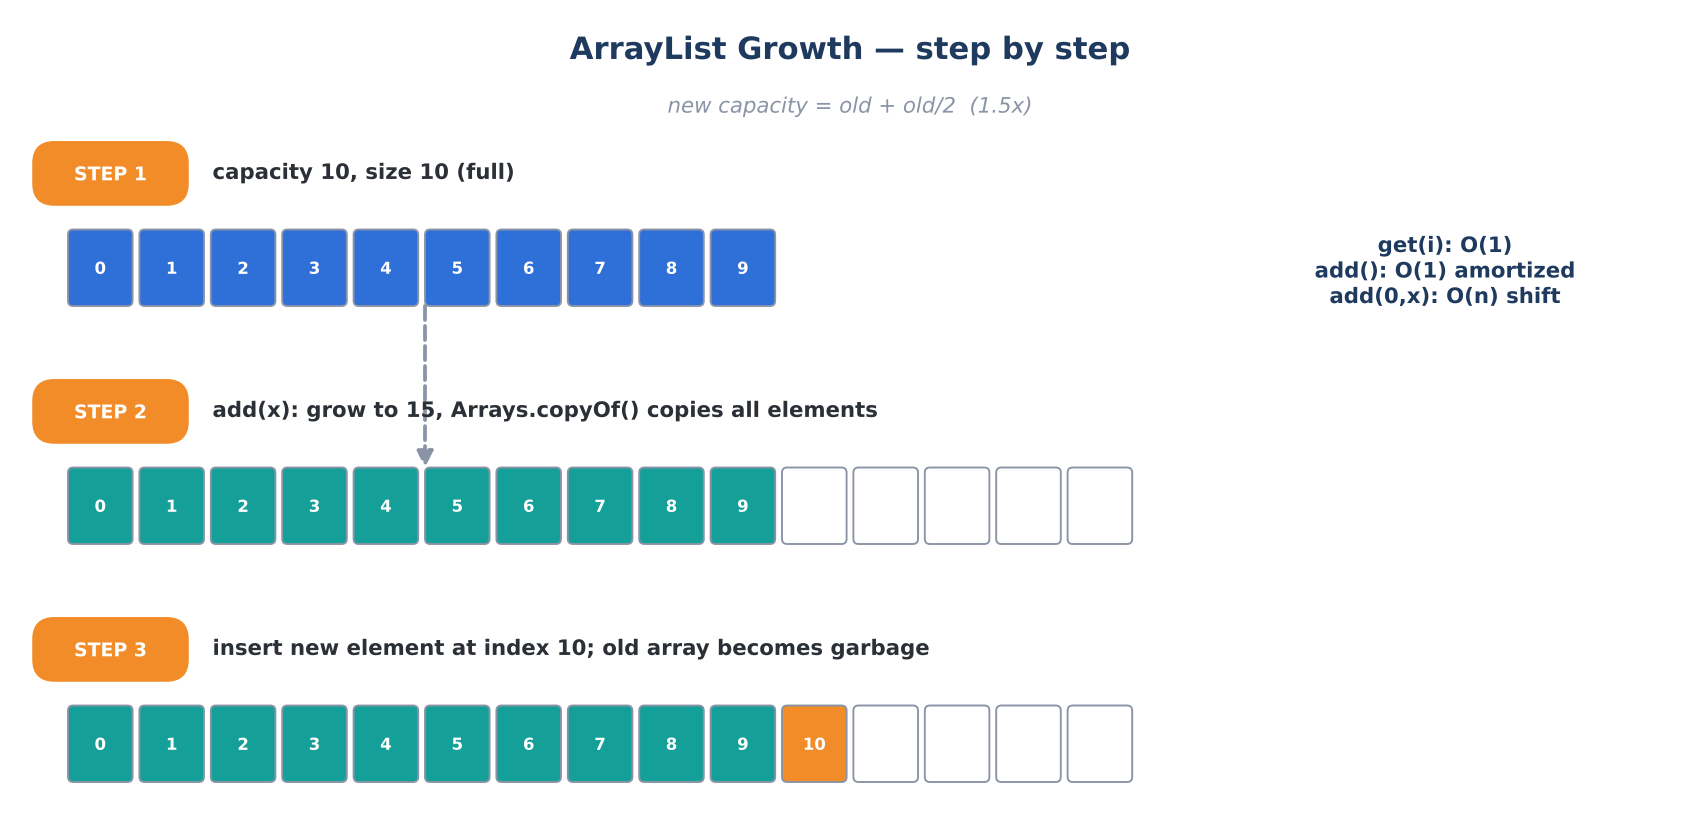 ArrayList Growth — step by step
new capacity = old + old/2 (1.5x)
STEP 1 capacity 10, size 10 (full)
0 1 2 3 4 5 6 7 8 9
get(i): O(1)
add(): O(1) amortized
add(0,x): O(n) shift
STEP 2 add(x): grow to 15, Arrays.copyOf() copies all elements
0 1 2 3 4 5 6 7 8 9
STEP 3 insert new element at index 10; old array becomes garbage
0 1 2 3 4 5 6 7 8 9 10